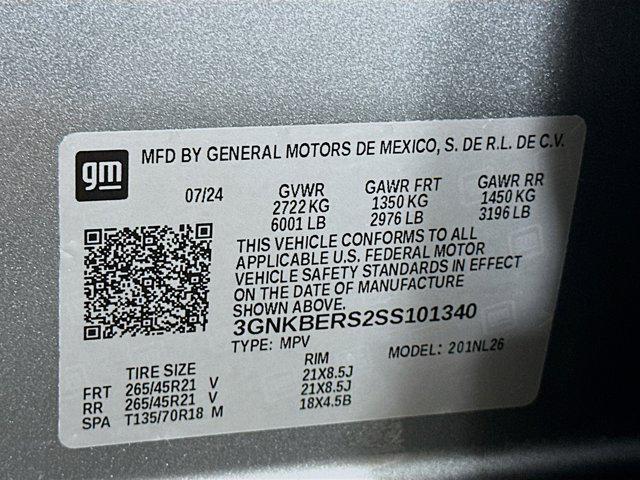 gm MFD BY GENERAL MOTORS DE MEXICO, S. DE R.L. DE C.V.
07/24 GVWR GAWR FRT GAWR RR
2722 KG 1350 KG 1450 KG
6001 LB 2976 LB 3196 LB
THIS VEHICLE CONFORMS TO ALL
APPLICABLE U.S. FEDERAL MOTOR
VEHICLE SAFETY STANDARDS IN EFFECT
ON THE DATE OF MANUFACTURE
SHOWN ABOVE.
3GNKBERS2SS101340
TYPE: MPV MODEL: 201NL26
TIRE SIZE RIM
FRT 265/45R21 V 21X8.5J
RR 265/45R21 V 21X8.5J
SPA T135/70R18 M 18X4.5B